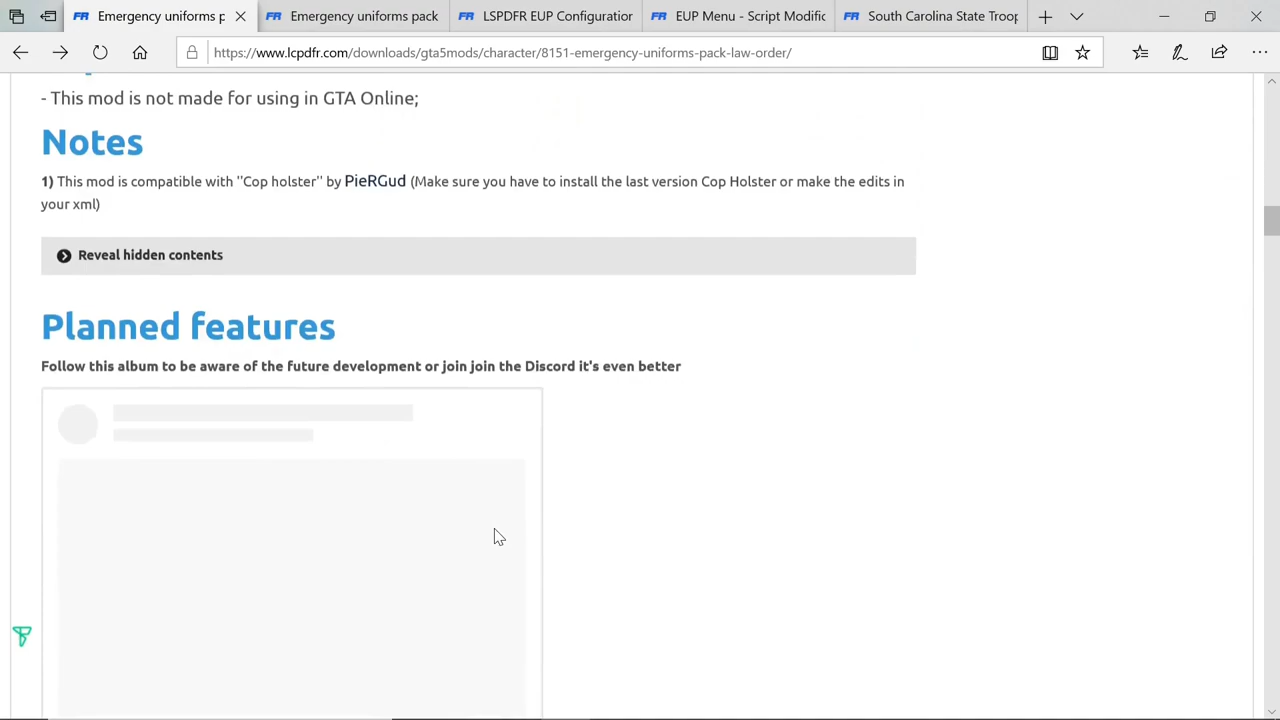 Emergency uniforms p
Emergency uniforms pack
LSPDFR EUP Configuration
EUP Menu - Script Modific
South Carolina State Troop
https://www.lcpdfr.com/downloads/gta5mods/character/8151-emergency-uniforms-pack-law-order/
- This mod is not made for using in GTA Online;
Notes
1) This mod is compatible with "Cop holster" by PieRGud (Make sure you have to install the last version Cop Holster or make the edits in
your xml)
Reveal hidden contents
Planned features
Follow this album to be aware of the future development or join join the Discord it's even better